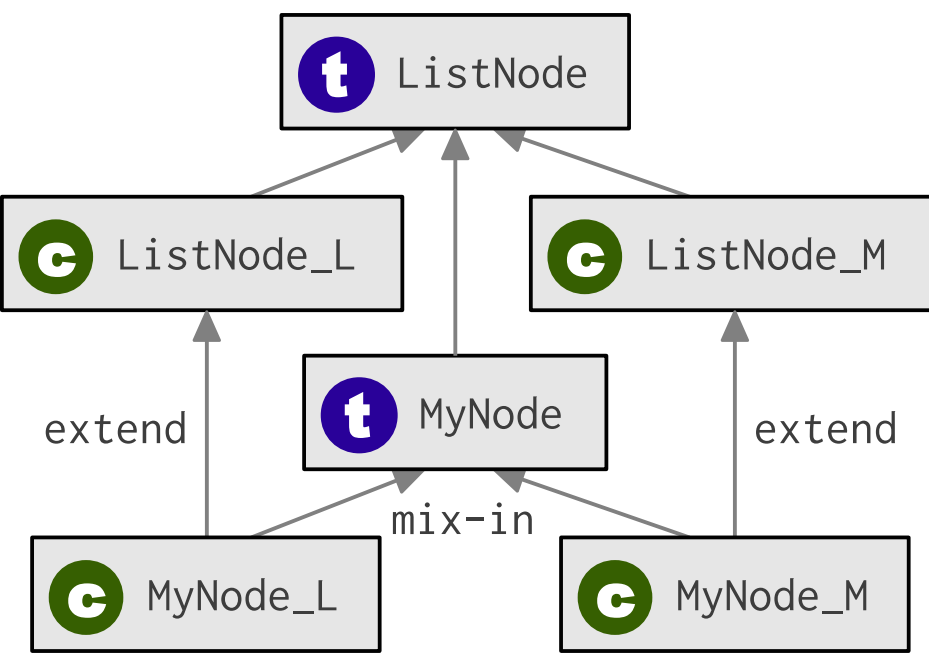 t ListNode
c ListNode_L
c ListNode_M
t MyNode
extend
extend
mix-in
c MyNode_L
c MyNode_M